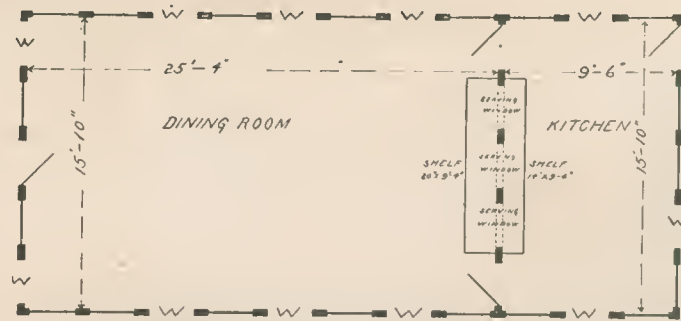 W W W W W
W W
25'-4" 9'-6"
15'-10" 15'-10"
DINING ROOM KITCHEN
SERVING
WINDOW
SHELF SERVING SHELF
WINDOW
SERVING
WINDOW
W W
W W W W